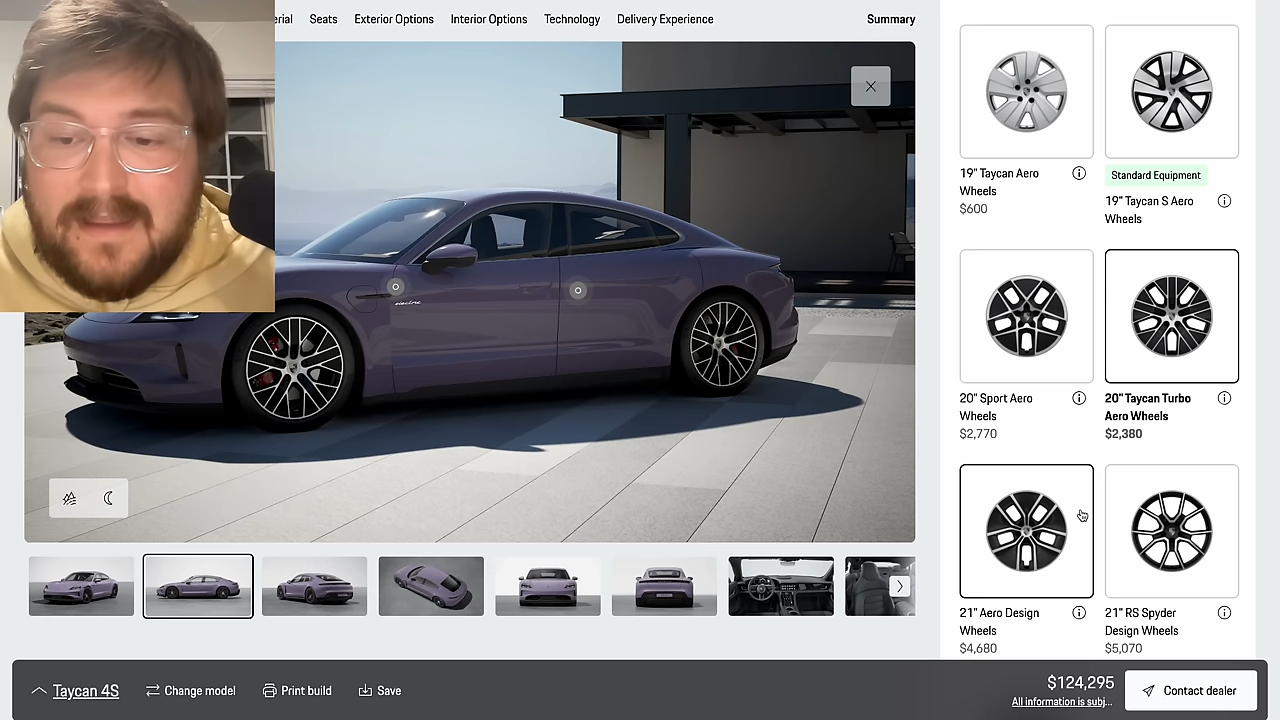 Seats
Exterior Options
Interior Options
Technology
Delivery Experience
Summary
electric
19" Taycan Aero
Wheels
$600
Standard Equipment
19" Taycan S Aero
Wheels
20" Sport Aero
Wheels
$2,770
20" Taycan Turbo
Aero Wheels
$2,380
21" Aero Design
Wheels
$4,680
21" RS Spyder
Design Wheels
$5,070
Taycan 4S
Change model
Print build
Save
$124,295
All information is subj...
Contact dealer